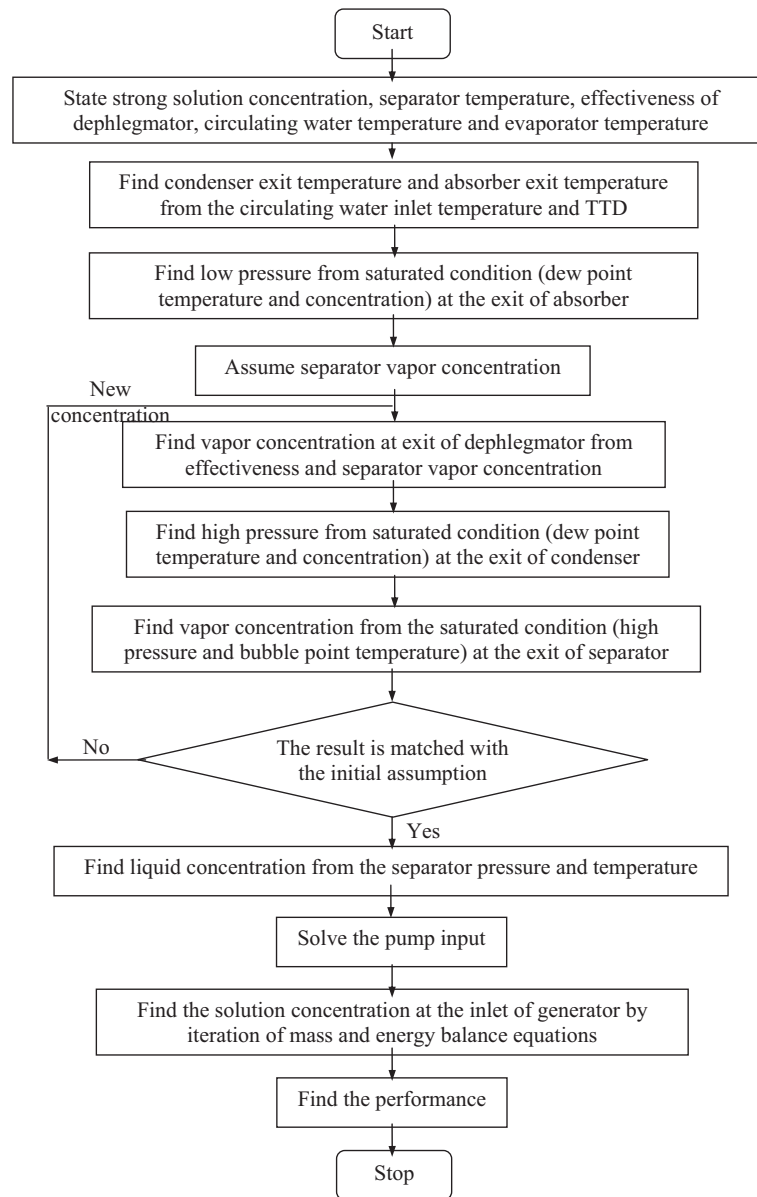 Start
State strong solution concentration, separator temperature, effectiveness of
dephlegmator, circulating water temperature and evaporator temperature
Find condenser exit temperature and absorber exit temperature
from the circulating water inlet temperature and TTD
Find low pressure from saturated condition (dew point
temperature and concentration) at the exit of absorber
Assume separator vapor concentration
New
concentration
Find vapor concentration at exit of dephlegmator from
effectiveness and separator vapor concentration
Find high pressure from saturated condition (dew point
temperature and concentration) at the exit of condenser
Find vapor concentration from the saturated condition (high
pressure and bubble point temperature) at the exit of separator
No
The result is matched with
the initial assumption
Yes
Find liquid concentration from the separator pressure and temperature
Solve the pump input
Find the solution concentration at the inlet of generator by
iteration of mass and energy balance equations
Find the performance
Stop